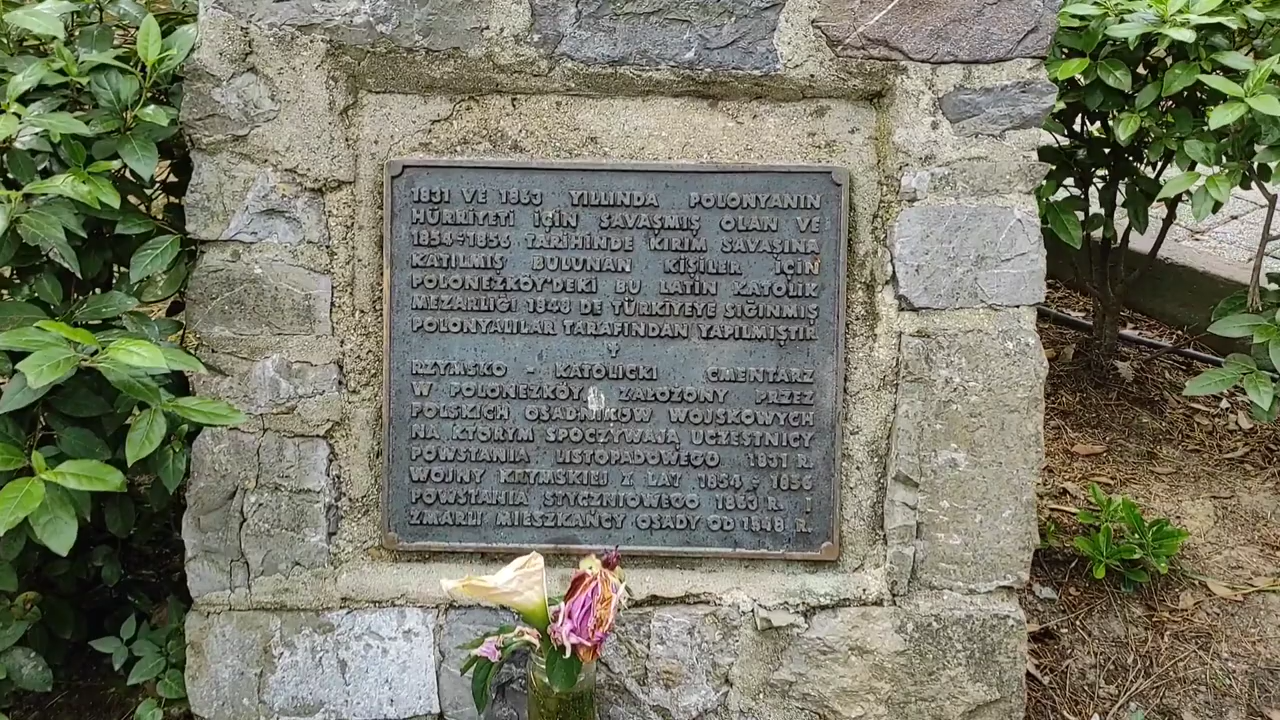 1831 VE 1863 YILLINDA POLONYANIN
HÜRRİYETİ İÇİN SAVAŞMIŞ OLAN VE
1854-1856 TARİHİNDE KIRIM SAVAŞINA
KATILMIŞ BULUNAN KİŞİLER İÇİN
POLONEZKÖY'DEKİ BU LATİN KATOLİK
MEZARLIĞI 1848 DE TÜRKİYEYE SIĞINMIŞ
POLONYALILAR TARAFINDAN YAPILMIŞTIR
RZYMSKO - KATOLICKI CMENTARZ
W POLONEZKÖY, ZAŁOŻONY PRZEZ
POLSKICH OSADNIKÓW WOJSKOWYCH
NA KTÓRYM SPOCZYWAJĄ UCZESTNICY
POWSTANIA LISTOPADOWEGO 1831 R.
WOJNY KRYMSKIEJ Z LAT 1854 - 1856
POWSTANIA STYCZNIOWEGO 1863 R. I
ZMARLI MIESZKAŃCY OSADY OD 1848 R.